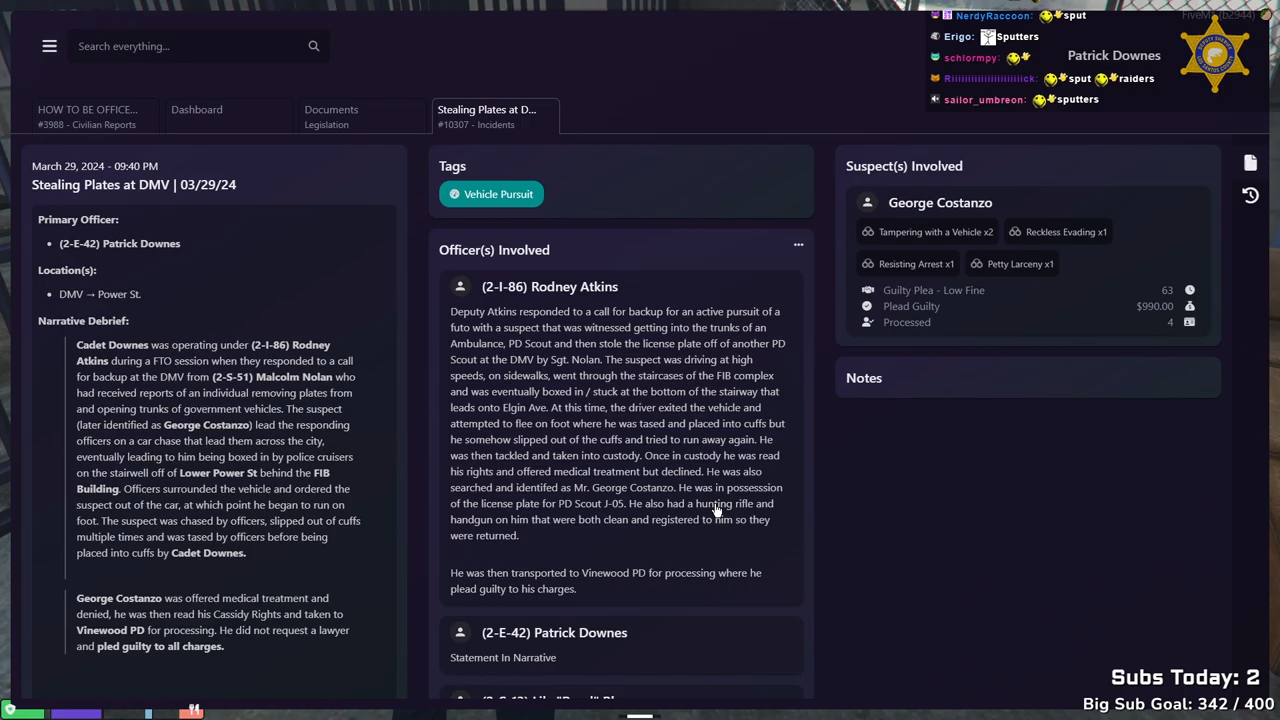 Search everything...
FiveM
NerdyRaccoon: sput
Erigo: Sputters
schlormpy:
Riiiiiiiiiiiiiiiiiick: sput raiders
sailor_umbreon: sputters
Patrick Downes
HOW TO BE OFFICE...
#3988 - Civilian Reports
Dashboard
Documents
Legislation
Stealing Plates at D...
#10307 - Incidents
March 29, 2024 - 09:40 PM
Stealing Plates at DMV | 03/29/24
Primary Officer:
(2-E-42) Patrick Downes
Location(s):
DMV → Power St.
Narrative Debrief:
Cadet Downes was operating under (2-I-86) Rodney
Atkins during a FTO session when they responded to a call
for backup at the DMV from (2-S-51) Malcolm Nolan who
had received reports of an individual removing plates from
and opening trunks of government vehicles. The suspect
(later identified as George Costanzo) lead the responding
officers on a car chase that lead them across the city,
eventually leading to him being boxed in by police cruisers
on the stairwell off of Lower Power St behind the FIB
Building. Officers surrounded the vehicle and ordered the
suspect out of the car, at which point he began to run on
foot. The suspect was chased by officers, slipped out of cuffs
multiple times and was tased by officers before being
placed into cuffs by Cadet Downes.
George Costanzo was offered medical treatment and
denied, he was then read his Cassidy Rights and taken to
Vinewood PD for processing. He did not request a lawyer
and pled guilty to all charges.
Tags
Vehicle Pursuit
Officer(s) Involved
(2-I-86) Rodney Atkins
Deputy Atkins responded to a call for backup for an active pursuit of a
futo with a suspect that was witnessed getting into the trunks of an
Ambulance, PD Scout and then stole the license plate off of another PD
Scout at the DMV by Sgt. Nolan. The suspect was driving at high
speeds, on sidewalks, went through the staircases of the FIB complex
and was eventually boxed in / stuck at the bottom of the stairway that
leads onto Elgin Ave. At this time, the driver exited the vehicle and
attempted to flee on foot where he was tased and placed into cuffs but
he somehow slipped out of the cuffs and tried to run away again. He
was then tackled and taken into custody. Once in custody he was read
his rights and offered medical treatment but declined. He was also
searched and identifed as Mr. George Costanzo. He was in possesssion
of the license plate for PD Scout J-05. He also had a hunting rifle and
handgun on him that were both clean and registered to him so they
were returned.
He was then transported to Vinewood PD for processing where he
plead guilty to his charges.
(2-E-42) Patrick Downes
Statement In Narrative
Suspect(s) Involved
George Costanzo
Tampering with a Vehicle x2
Reckless Evading x1
Resisting Arrest x1
Petty Larceny x1
Guilty Plea - Low Fine 63
Plead Guilty $990.00
Processed 4
Notes
Subs Today: 2
Big Sub Goal: 342 / 400